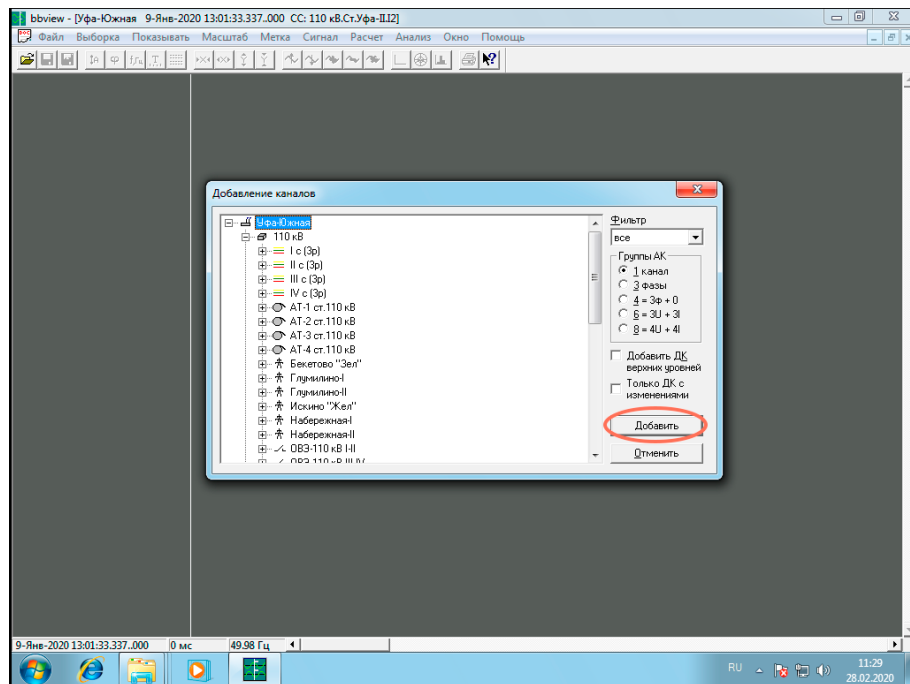 bbview - [Уфа-Южная 9-Янв-2020 13:01:33.337..000 СС: 110 кВ.Ст.Уфа-II.I2]
Файл Выборка Показывать Масштаб Метка Сигнал Расчет Анализ Окно Помощь
Добавление каналов
Уфа-Южная
110 кВ
I с (3р)
II с (3р)
III с (3р)
IV с (3р)
АТ-1 ст.110 кВ
АТ-2 ст.110 кВ
АТ-3 ст.110 кВ
АТ-4 ст.110 кВ
Бекетово "Зел"
Глумилино-I
Глумилино-II
Искино "Жел"
Набережная-I
Набережная-II
ОВЭ-110 кВ I-II
ОВЭ-110 кВ III-IV
Фильтр
все
Группы АК
1 канал
3 фазы
4 = 3ф + 0
6 = 3U + 3I
8 = 4U + 4I
Добавить ДК
верхних уровней
Только ДК с
изменениями
Добавить
Отменить
9-Янв-2020 13:01:33.337..000 0 мс 49.98 Гц
RU
11:29
28.02.2020